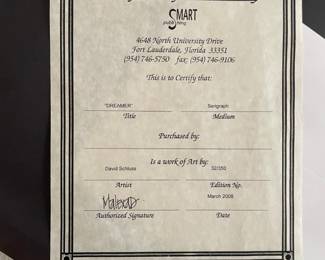 SMART
publishing
4648 North University Drive
Fort Lauderdale, Florida 33351
(954) 746-5750 fax: (954) 746-9106
This is to Certify that:
"DREAMER" Serigraph
Title Medium
Purchased by:
Is a work of Art by:
David Schluss
Artist Edition No.
March 2008
Authorized Signature Date